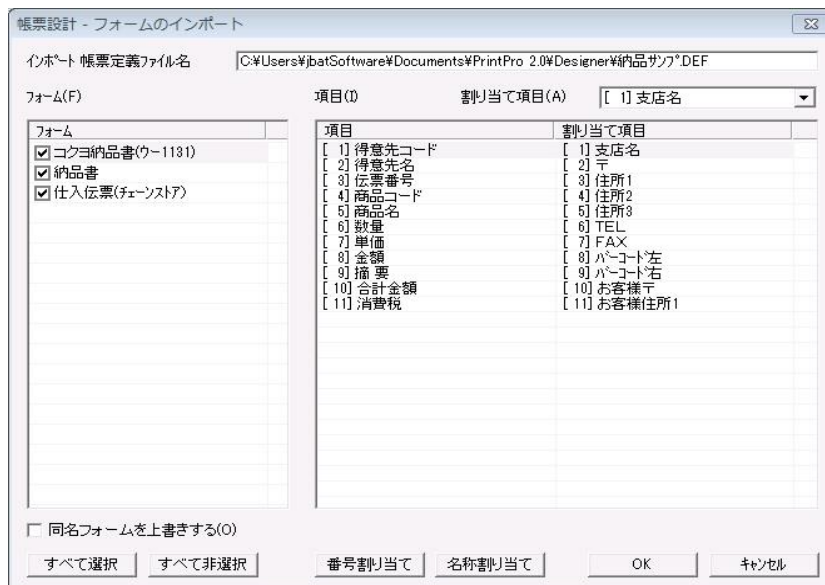 帳票設計 - フォームのインポート
インポート 帳票定義ファイル名 C:¥Users¥jbatSoftware¥Documents¥PrintPro 2.0¥Designer¥納品サンプ.DEF
フォーム(F) 項目(I) 割り当て項目(A) [ 1] 支店名
フォーム 項目 割り当て項目
コクヨ納品書(ウー1131) [ 1] 得意先コード [ 1] 支店名
納品書 [ 2] 得意先名 [ 2] 〒
仕入伝票(チェーンストア) [ 3] 伝票番号 [ 3] 住所1
[ 4] 商品コード [ 4] 住所2
[ 5] 商品名 [ 5] 住所3
[ 6] 数量 [ 6] TEL
[ 7] 単価 [ 7] FAX
[ 8] 金額 [ 8] バーコード左
[ 9] 摘 要 [ 9] バーコード右
[ 10] 合計金額 [ 10] お客様〒
[ 11] 消費税 [ 11] お客様住所1
同名フォームを上書きする(O)
すべて選択 すべて非選択 番号割り当て 名称割り当て OK キャンセル